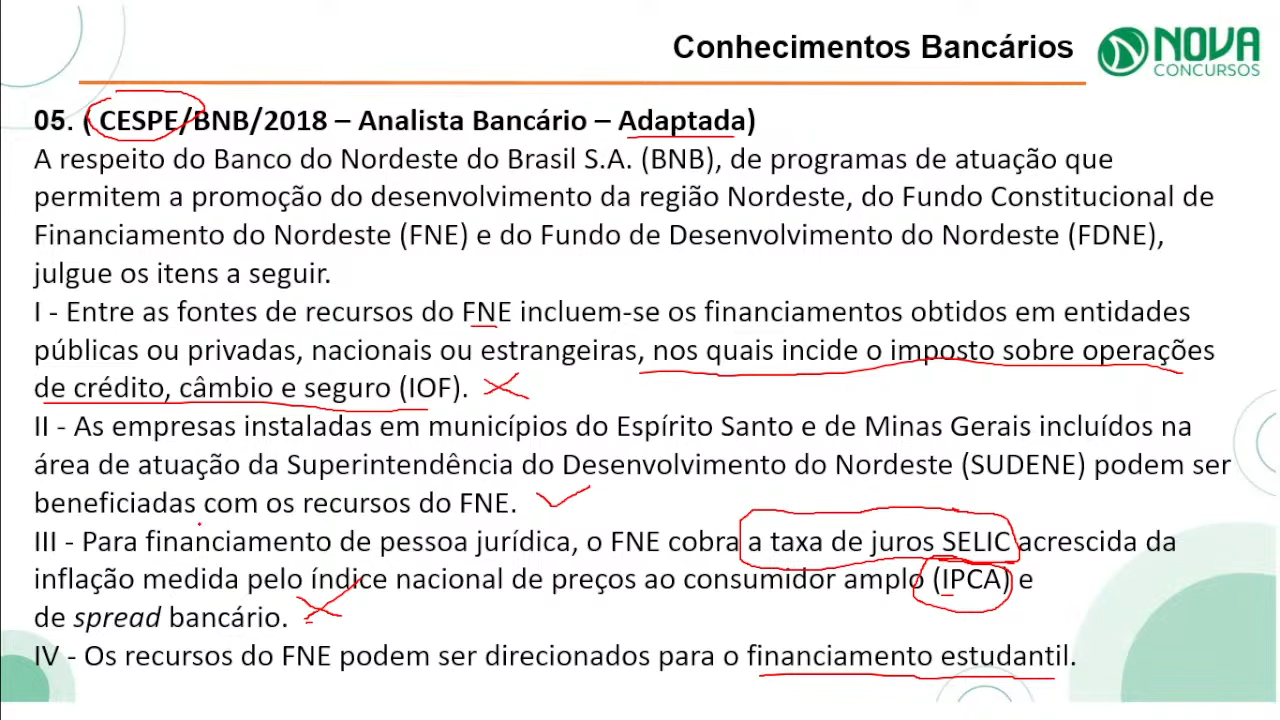 Conhecimentos Bancários
NOVA
CONCURSOS
05. ( CESPE/BNB/2018 – Analista Bancário – Adaptada)
A respeito do Banco do Nordeste do Brasil S.A. (BNB), de programas de atuação que
permitem a promoção do desenvolvimento da região Nordeste, do Fundo Constitucional de
Financiamento do Nordeste (FNE) e do Fundo de Desenvolvimento do Nordeste (FDNE),
julgue os itens a seguir.
I - Entre as fontes de recursos do FNE incluem-se os financiamentos obtidos em entidades
públicas ou privadas, nacionais ou estrangeiras, nos quais incide o imposto sobre operações
de crédito, câmbio e seguro (IOF).
II - As empresas instaladas em municípios do Espírito Santo e de Minas Gerais incluídos na
área de atuação da Superintendência do Desenvolvimento do Nordeste (SUDENE) podem ser
beneficiadas com os recursos do FNE.
III - Para financiamento de pessoa jurídica, o FNE cobra a taxa de juros SELIC acrescida da
inflação medida pelo índice nacional de preços ao consumidor amplo (IPCA) e
de spread bancário.
IV - Os recursos do FNE podem ser direcionados para o financiamento estudantil.